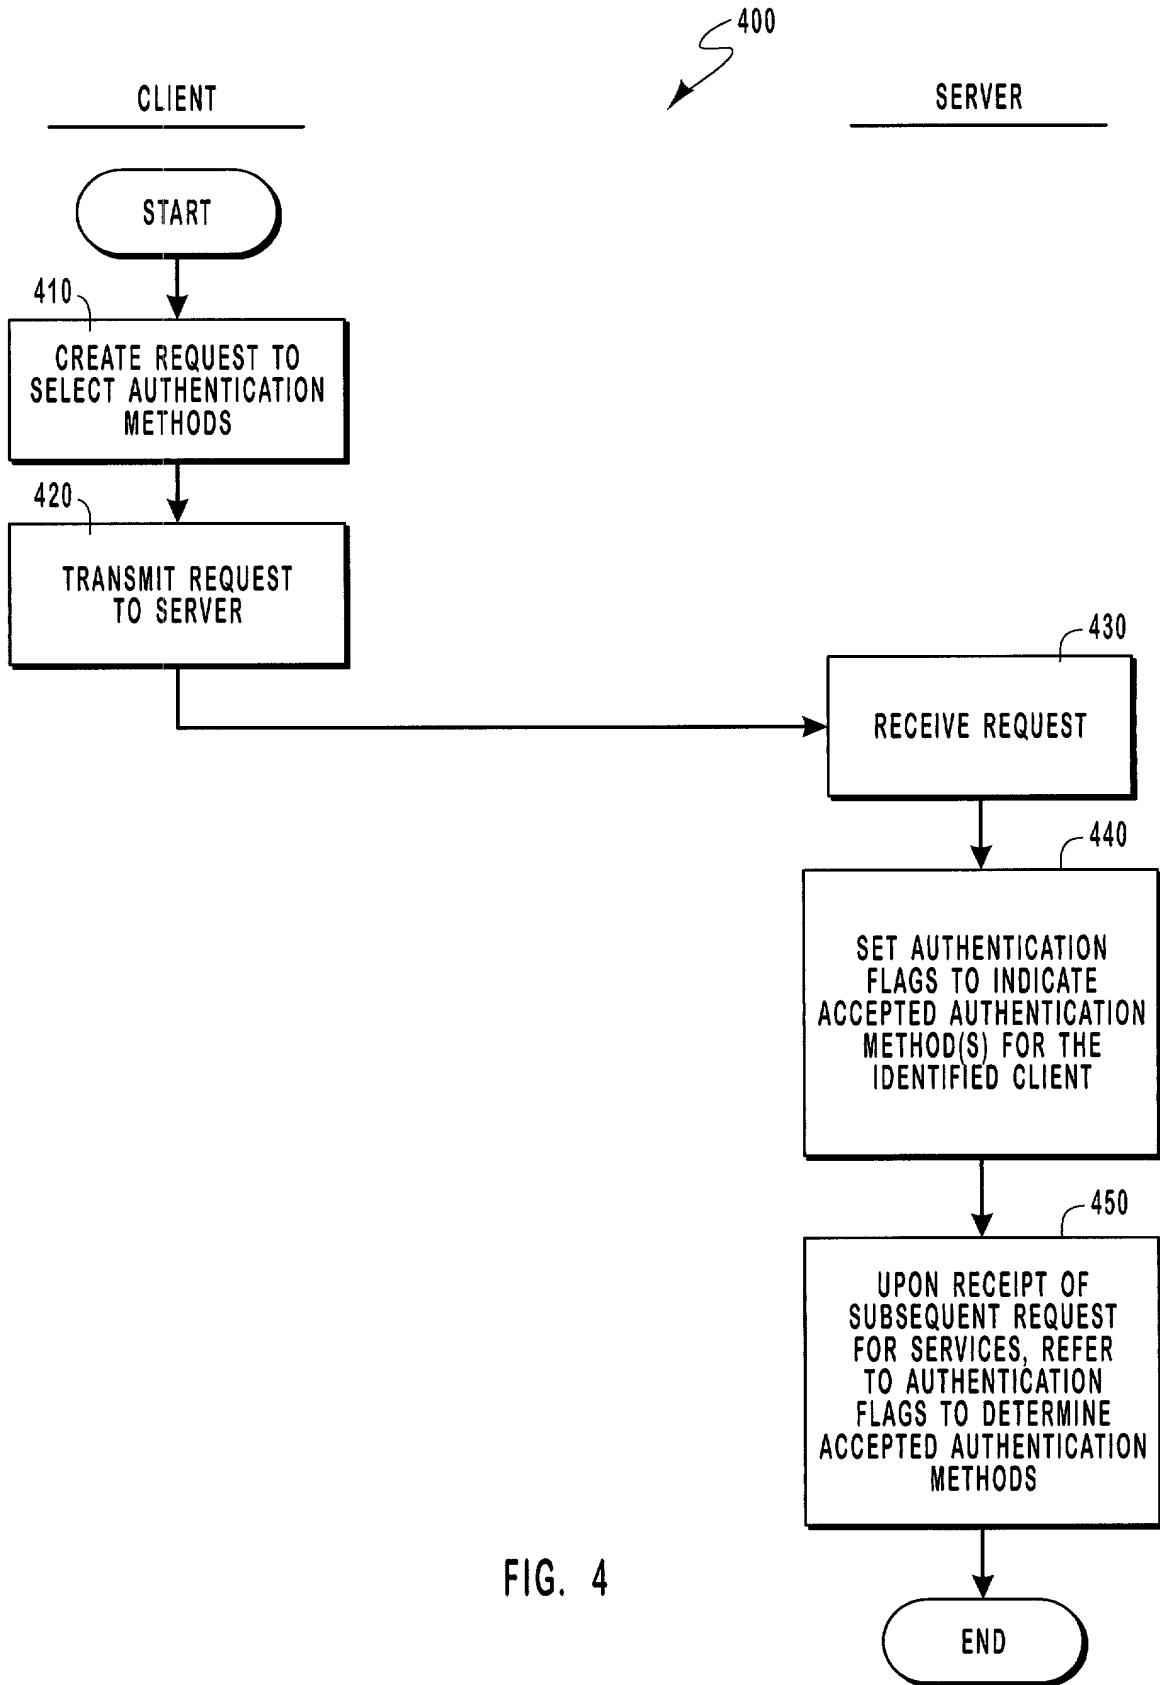 400
CLIENT
SERVER
START
410
CREATE REQUEST TO
SELECT AUTHENTICATION
METHODS
420
TRANSMIT REQUEST
TO SERVER
430
RECEIVE REQUEST
440
SET AUTHENTICATION
FLAGS TO INDICATE
ACCEPTED AUTHENTICATION
METHOD(S) FOR THE
IDENTIFIED CLIENT
450
UPON RECEIPT OF
SUBSEQUENT REQUEST
FOR SERVICES, REFER
TO AUTHENTICATION
FLAGS TO DETERMINE
ACCEPTED AUTHENTICATION
METHODS
END
FIG. 4